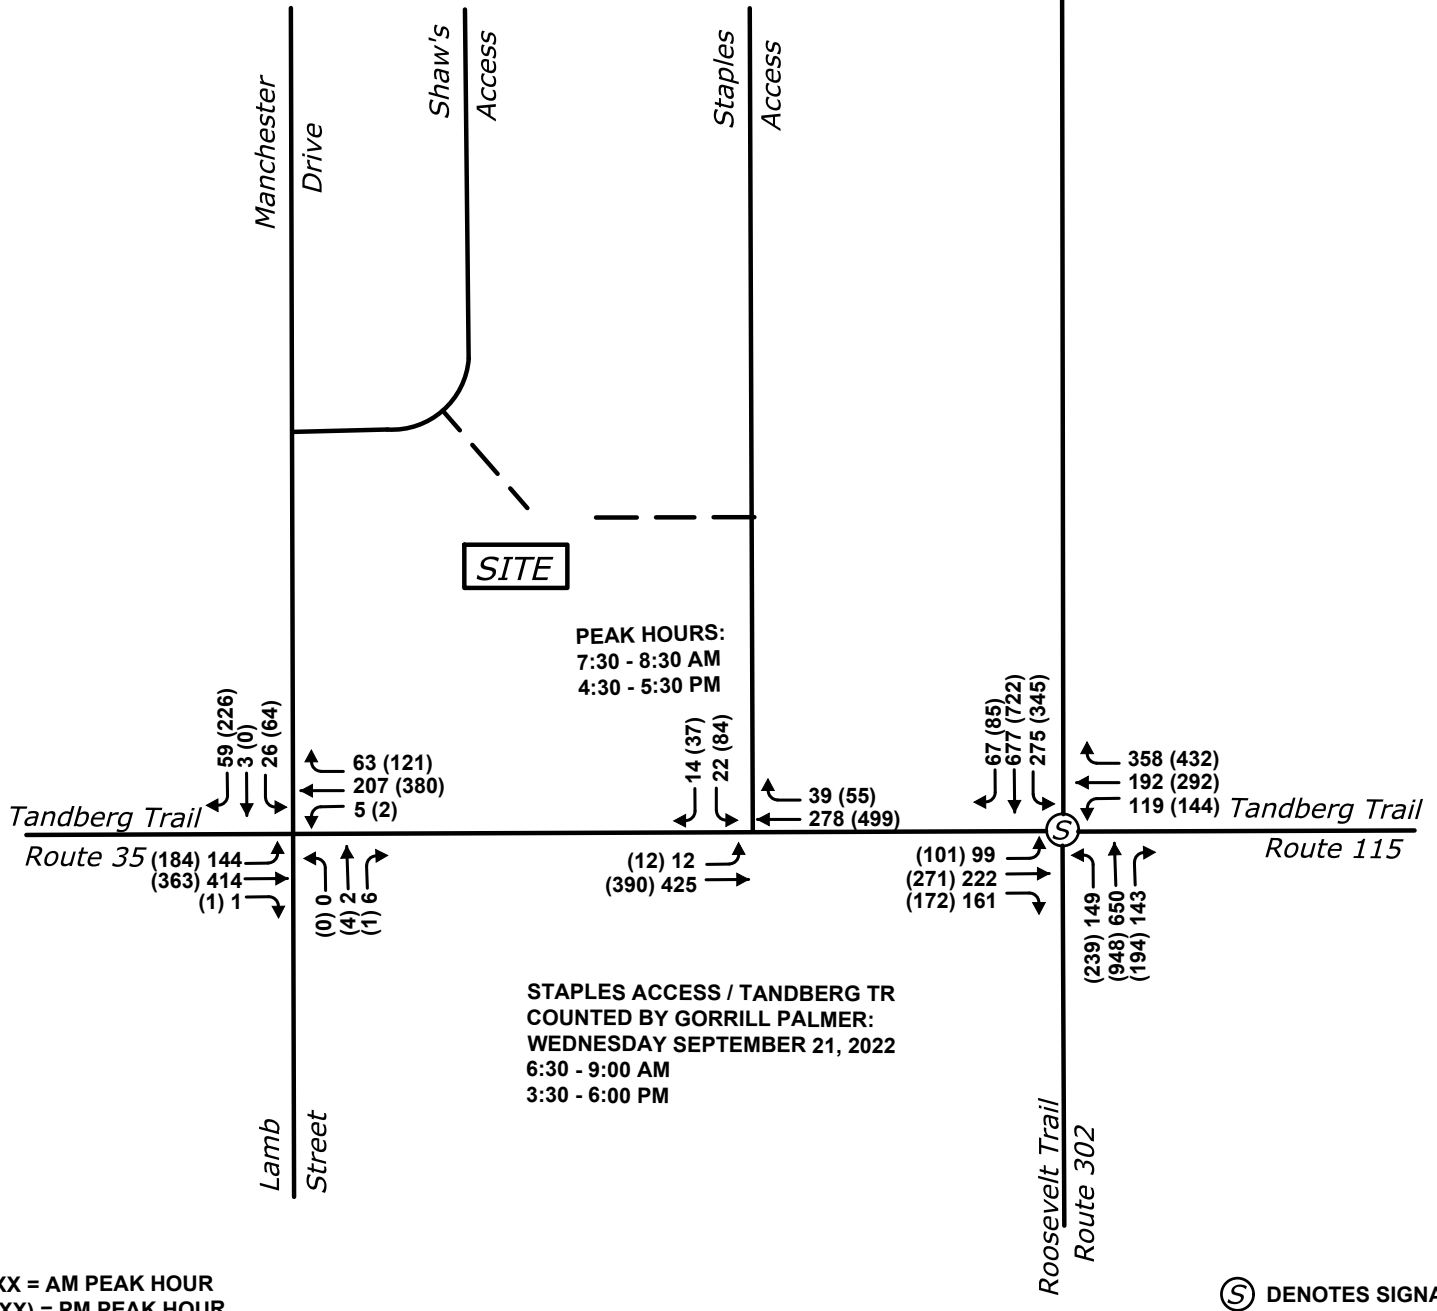 Manchester
Drive
Shaw's
Access
Staples
Access
SITE
PEAK HOURS:
7:30 - 8:30 AM
4:30 - 5:30 PM
59 (226)
3 (0)
26 (64)
63 (121)
207 (380)
5 (2)
14 (37)
22 (84)
39 (55)
278 (499)
67 (85)
677 (722)
275 (345)
358 (432)
192 (292)
119 (144)
Tandberg Trail
Route 35
Tandberg Trail
Route 115
(184) 144
(363) 414
(1) 1
(0) 0
(4) 2
(1) 6
(12) 12
(390) 425
(101) 99
(271) 222
(172) 161
(239) 149
(948) 650
(194) 143
S
STAPLES ACCESS / TANDBERG TR
COUNTED BY GORRILL PALMER:
WEDNESDAY SEPTEMBER 21, 2022
6:30 - 9:00 AM
3:30 - 6:00 PM
Lamb
Street
Roosevelt Trail
Route 302
XX = AM PEAK HOUR
XX) = PM PEAK HOUR
S DENOTES